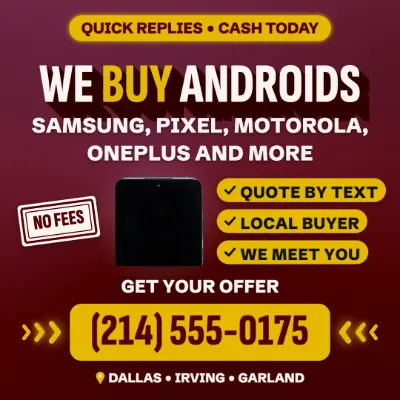 QUICK REPLIES • CASH TODAY
WE BUY ANDROIDS
SAMSUNG, PIXEL, MOTOROLA,
ONEPLUS AND MORE
NO FEES
QUOTE BY TEXT
LOCAL BUYER
WE MEET YOU
GET YOUR OFFER
(214) 555-0175
DALLAS • IRVING • GARLAND